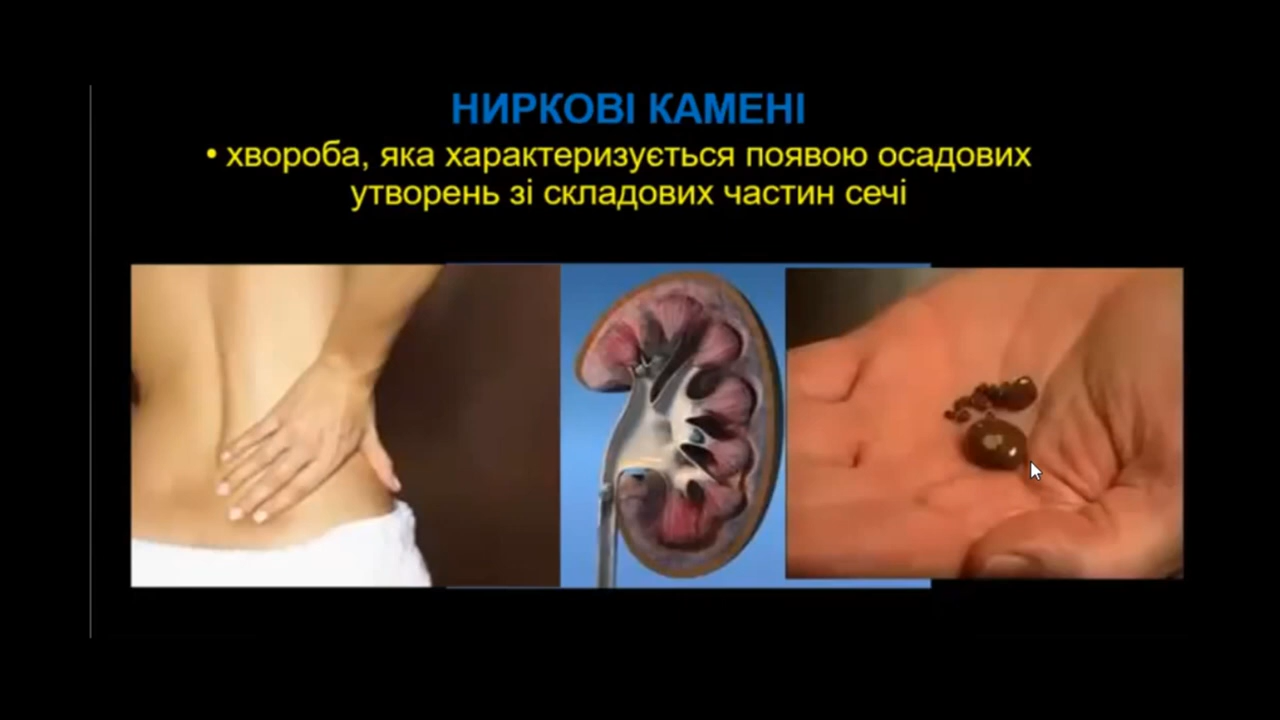 НИРКОВІ КАМЕНІ
• хвороба, яка характеризується появою осадових
утворень зі складових частин сечі